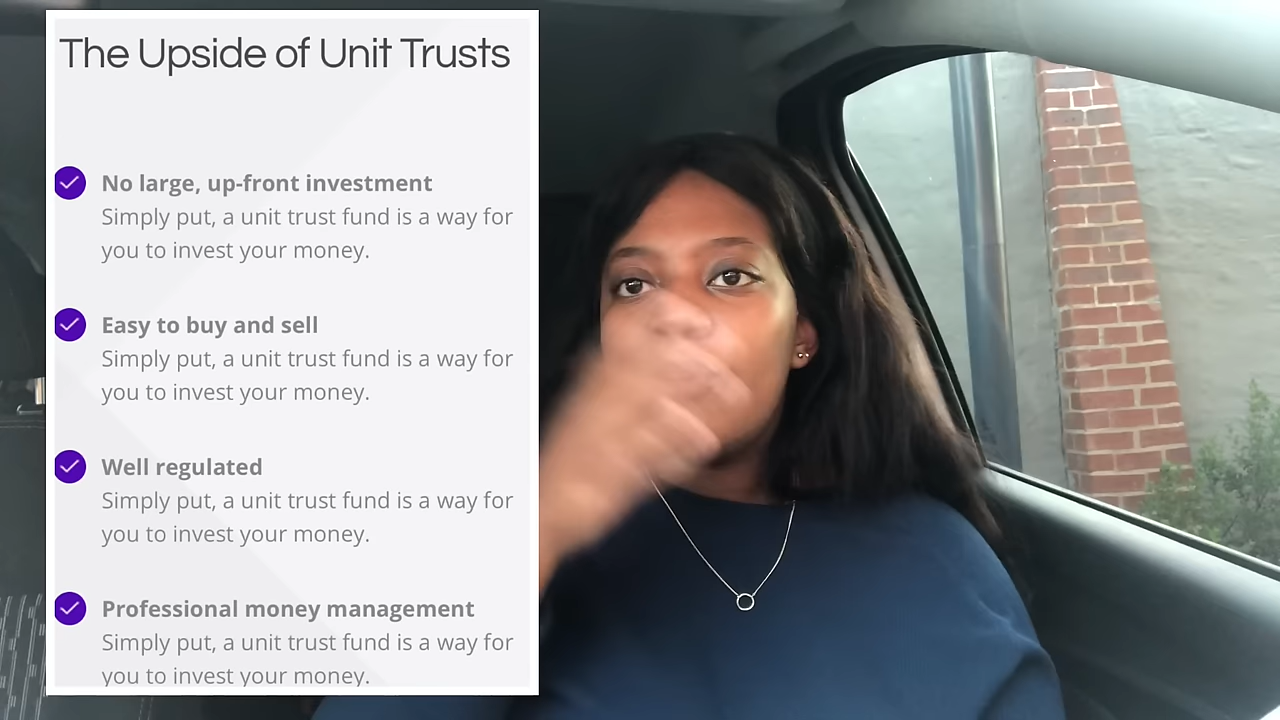 The Upside of Unit Trusts
No large, up-front investment
Simply put, a unit trust fund is a way for
you to invest your money.
Easy to buy and sell
Simply put, a unit trust fund is a way for
you to invest your money.
Well regulated
Simply put, a unit trust fund is a way for
you to invest your money.
Professional money management
Simply put, a unit trust fund is a way for
you to invest your money.